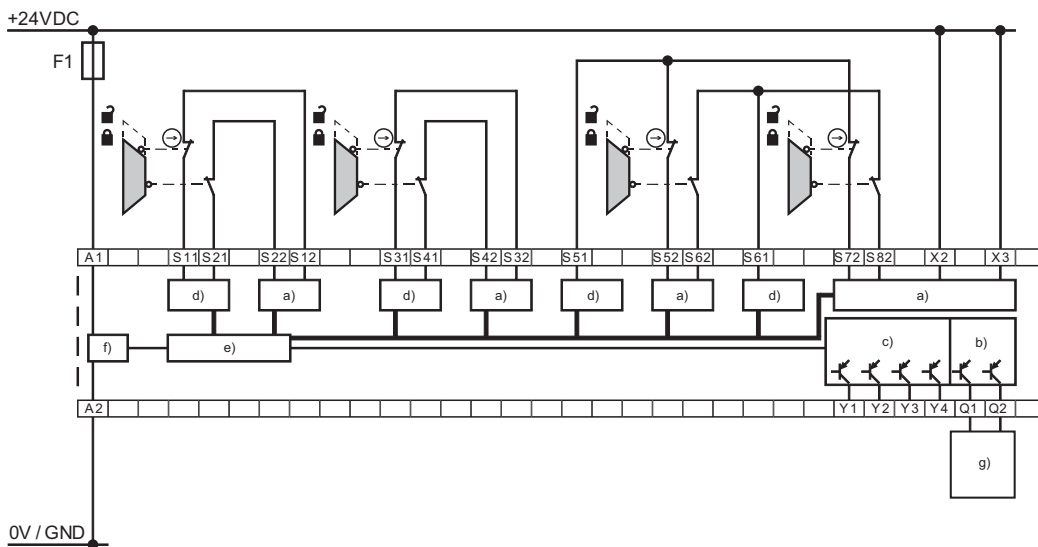 +24VDC
F1
A1 S11 S21 S22 S12 S31 S41 S42 S32 S51 S52 S62 S61 S72 S82 X2 X3
d) a) d) a) d) a) d) a)
f) e) c) b)
A2 Y1 Y2 Y3 Y4 Q1 Q2
g)
0V / GND